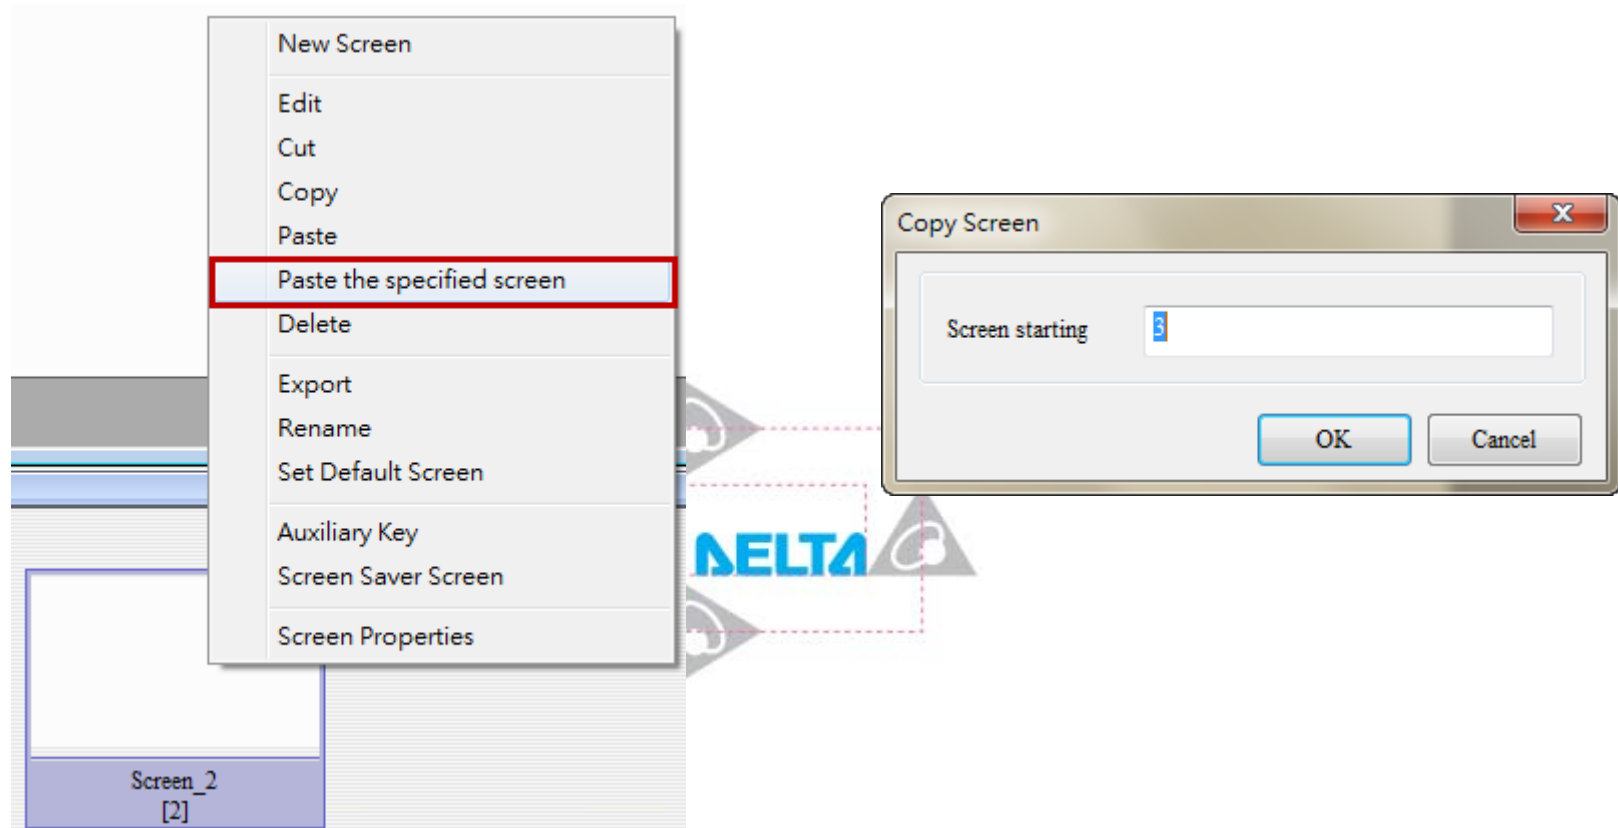 New Screen
Edit
Cut
Copy
Paste
Paste the specified screen
Delete
Export
Rename
Set Default Screen
Auxiliary Key
Screen Saver Screen
Screen Properties
Screen_2
[2]
DELTA
Copy Screen
Screen starting 3
OK Cancel